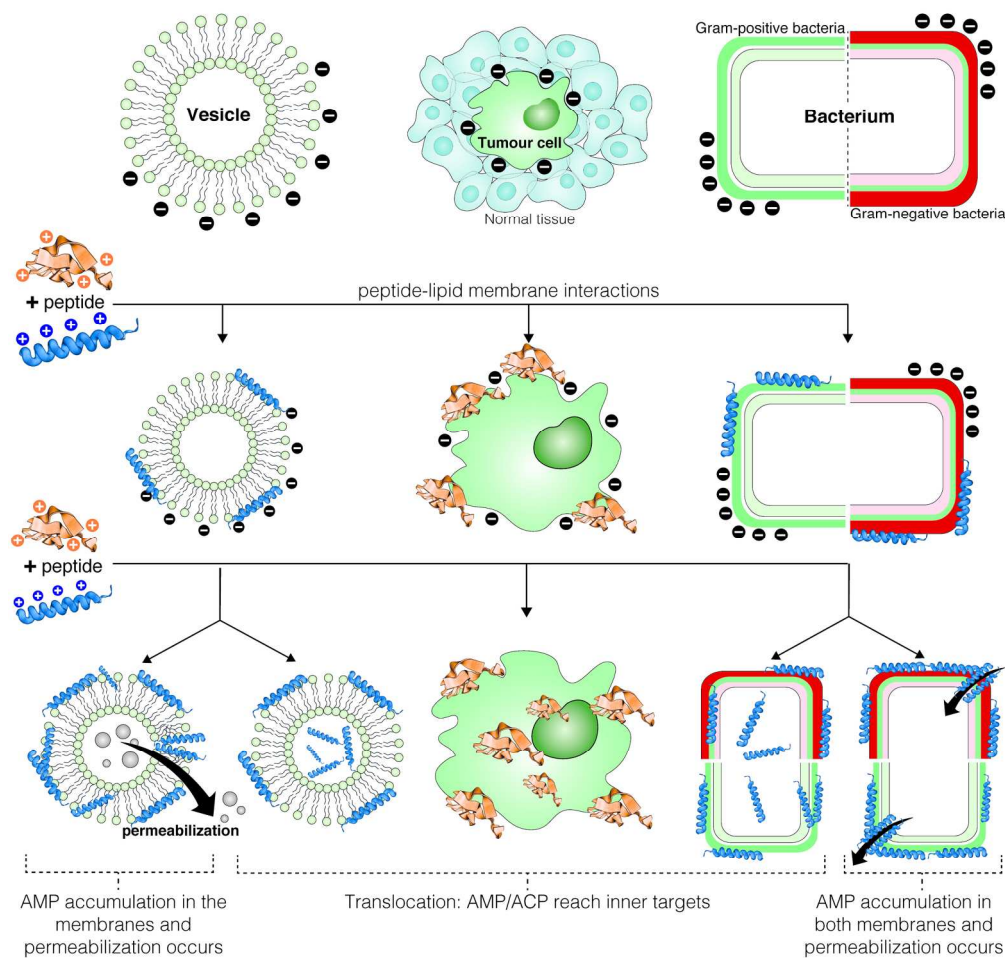 Gram-positive bacteria
Vesicle
Tumour cell
Bacterium
Normal tissue
Gram-negative bacteria
+ peptide
peptide-lipid membrane interactions
+ peptide
permeabilization
AMP accumulation in the
membranes and
permeabilization occurs
Translocation: AMP/ACP reach inner targets
AMP accumulation in
both membranes and
permeabilization occurs